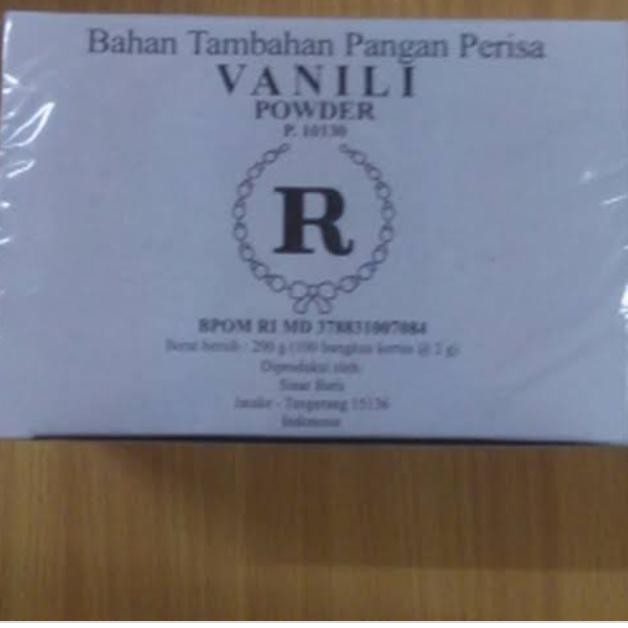 Bahan Tambahan Pangan Perisa
VANILI
POWDER
P. 10130
R
BPOM RI MD 378831007084
Berat bersih : 200 g (100 bungkus kertas @ 2 g)
Diproduksi oleh
Sinar
Jatake - Tangerang 15136
Indonesia